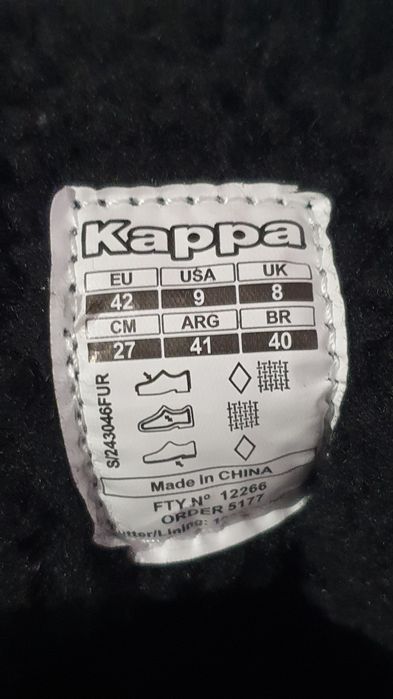 Kappa
EU USA UK
42 9 8
CM ARG BR
27 41 40
S/243046FUR
Made in CHINA
FTY Nº 12266
ORDER 5177